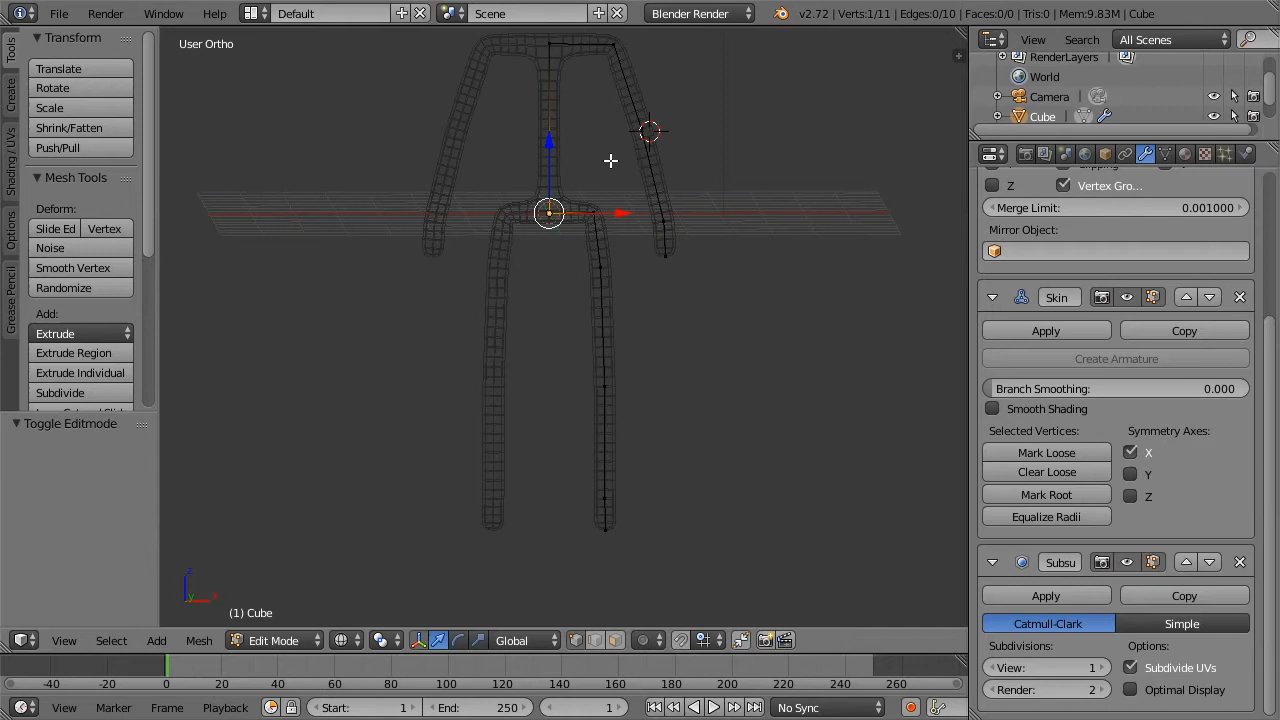 File Render Window Help Default Scene Blender Render v2.72 | Verts:1/11 | Edges:0/10 | Faces:0/0 | Tris:0 | Mem:9.83M | Cube
Tools
Create
Shading / UVs
Options
Grease Pencil
Transform
Translate
Rotate
Scale
Shrink/Fatten
Push/Pull
Mesh Tools
Deform:
Slide Ed Vertex
Noise
Smooth Vertex
Randomize
Add:
Extrude
Extrude Region
Extrude Individual
Subdivide
Toggle Editmode
User Ortho
z
y x
(1) Cube
View Select Add Mesh Edit Mode Global
-40 -20 0 20 40 60 80 100 120 140 160 180 200 220 240 260
View Marker Frame Playback Start: 1 End: 250 1 No Sync
View Search All Scenes
RenderLayers
World
Camera
Cube
Z Vertex Gro...
Merge Limit: 0.001000
Mirror Object:
Skin
Apply Copy
Create Armature
Branch Smoothing: 0.000
Smooth Shading
Selected Vertices: Symmetry Axes:
Mark Loose X
Clear Loose Y
Mark Root Z
Equalize Radii
Subsu
Apply Copy
Catmull-Clark Simple
Subdivisions: Options:
View: 1 Subdivide UVs
Render: 2 Optimal Display